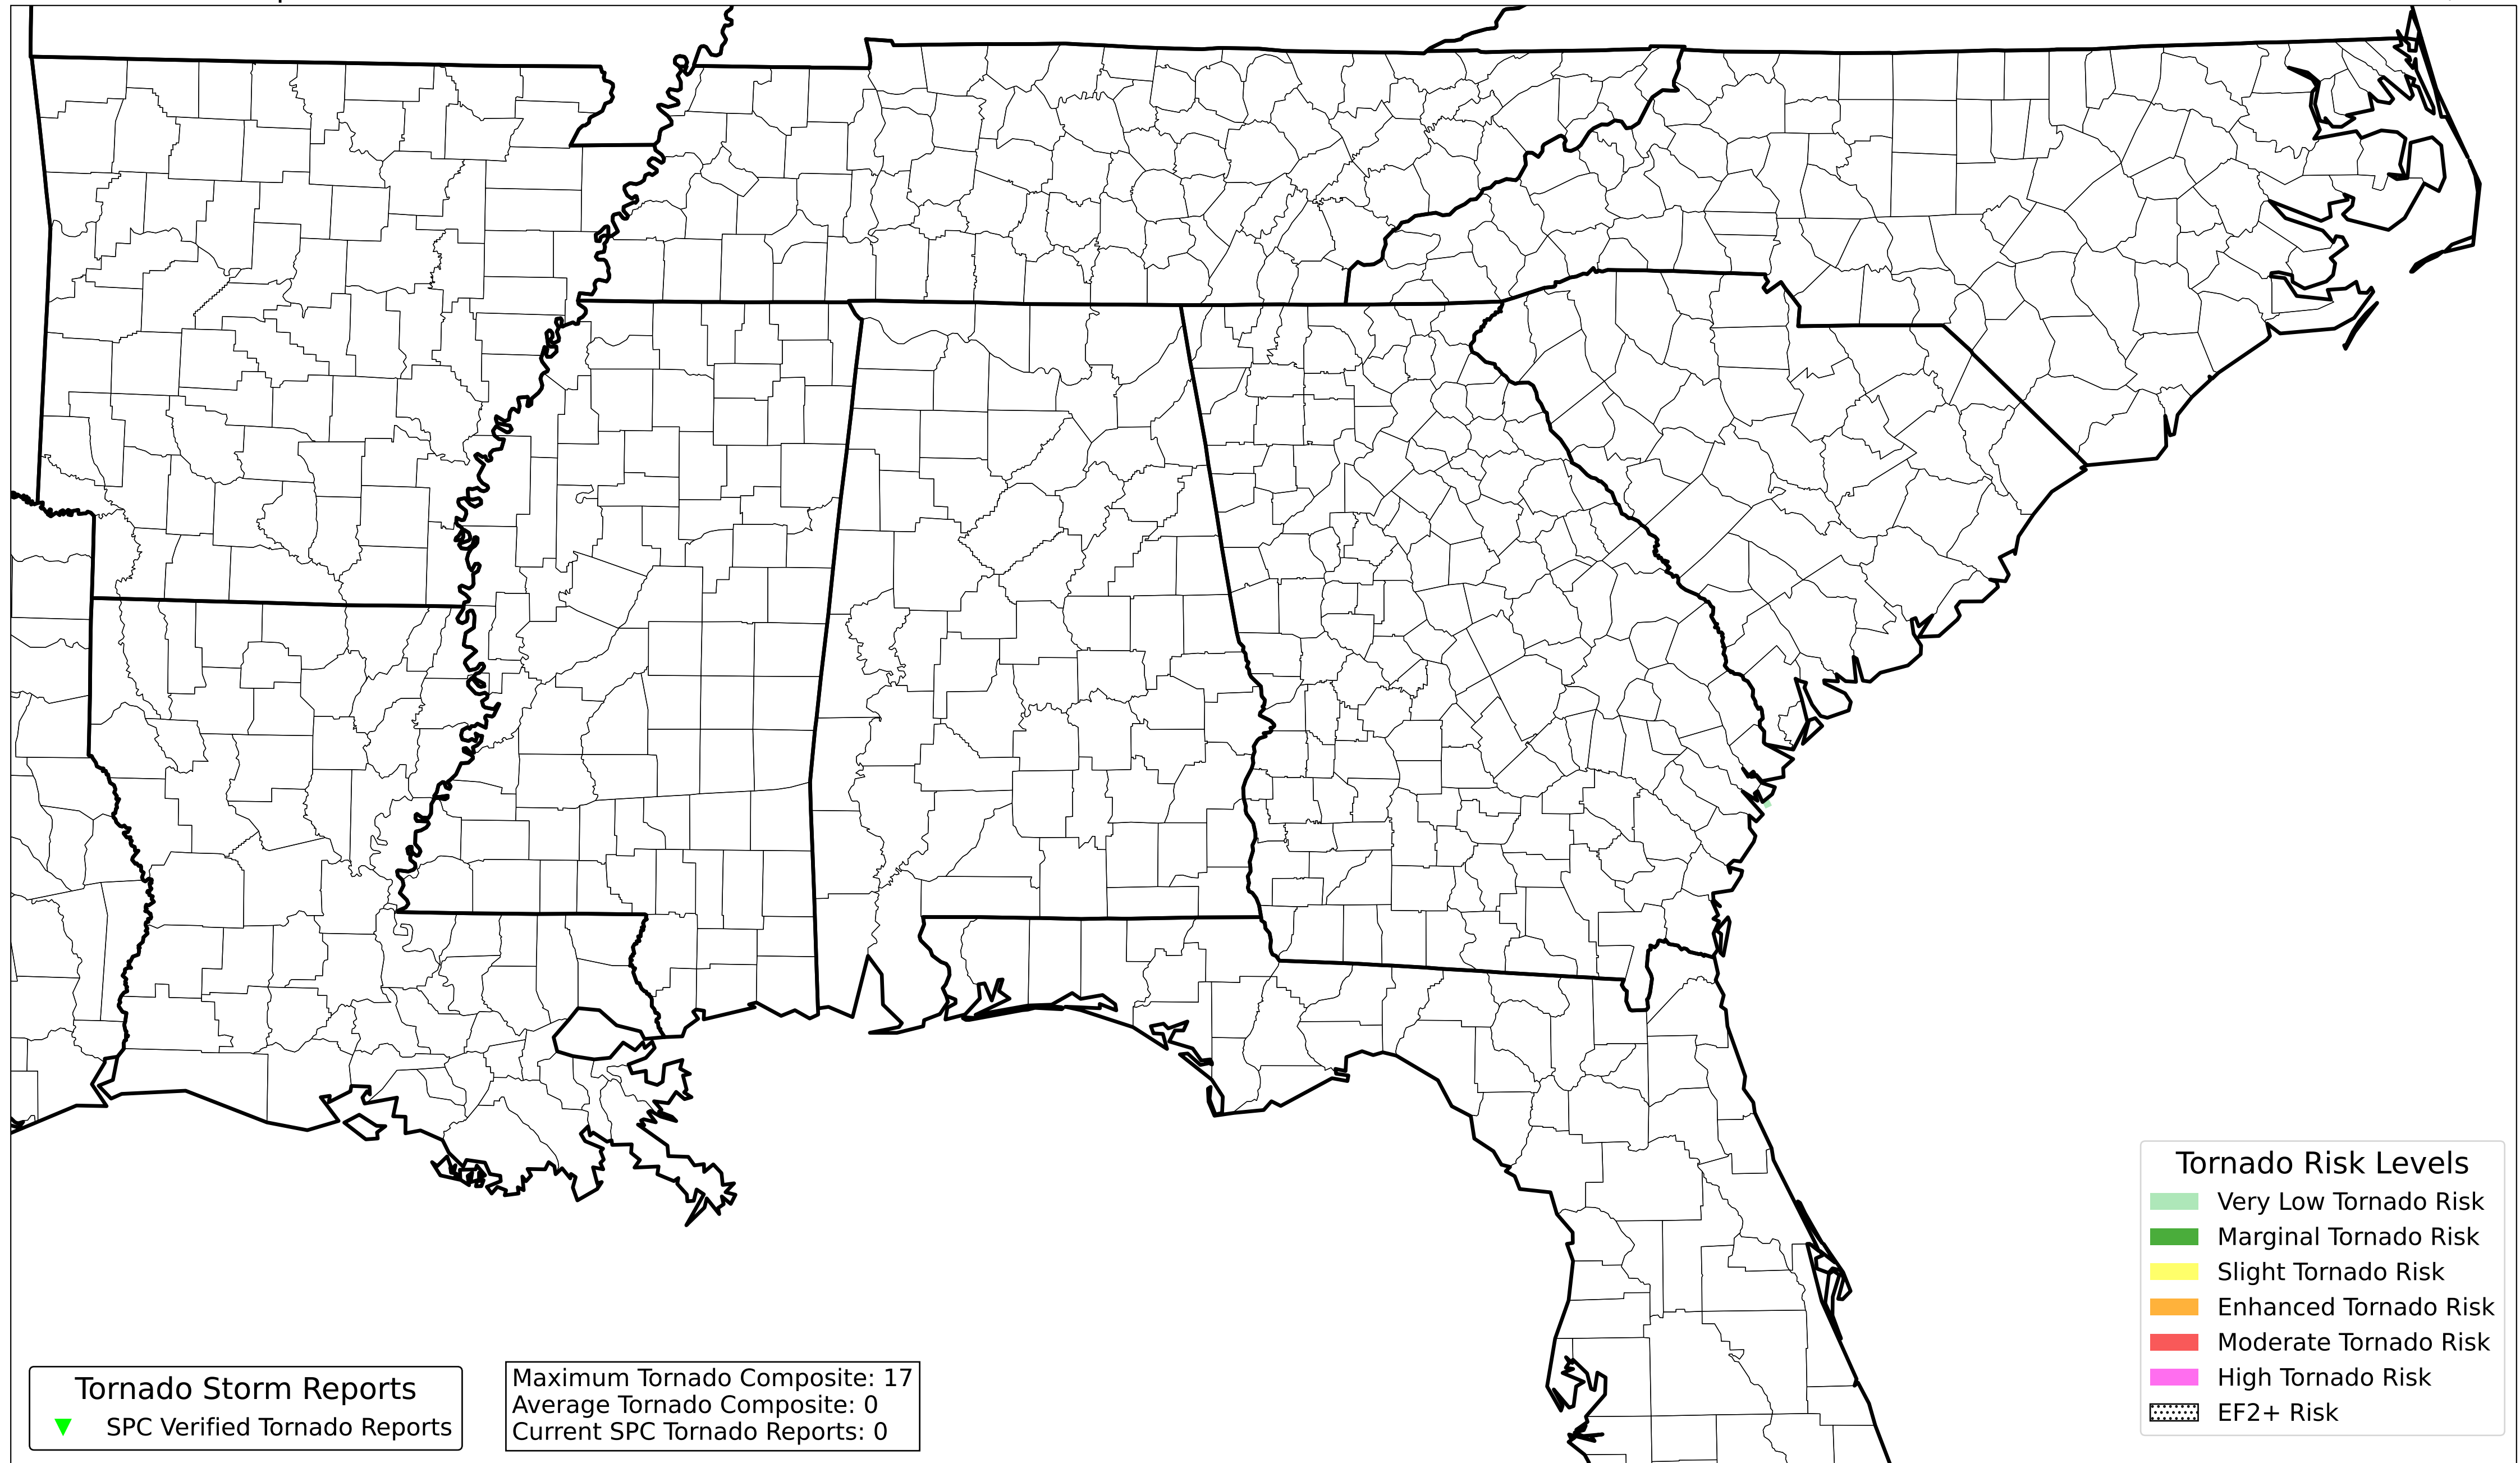 Tornado Risk Levels
Very Low Tornado Risk
Marginal Tornado Risk
Slight Tornado Risk
Enhanced Tornado Risk
Moderate Tornado Risk
High Tornado Risk
EF2+ Risk
Tornado Storm Reports
SPC Verified Tornado Reports
Maximum Tornado Composite: 17
Average Tornado Composite: 0
Current SPC Tornado Reports: 0